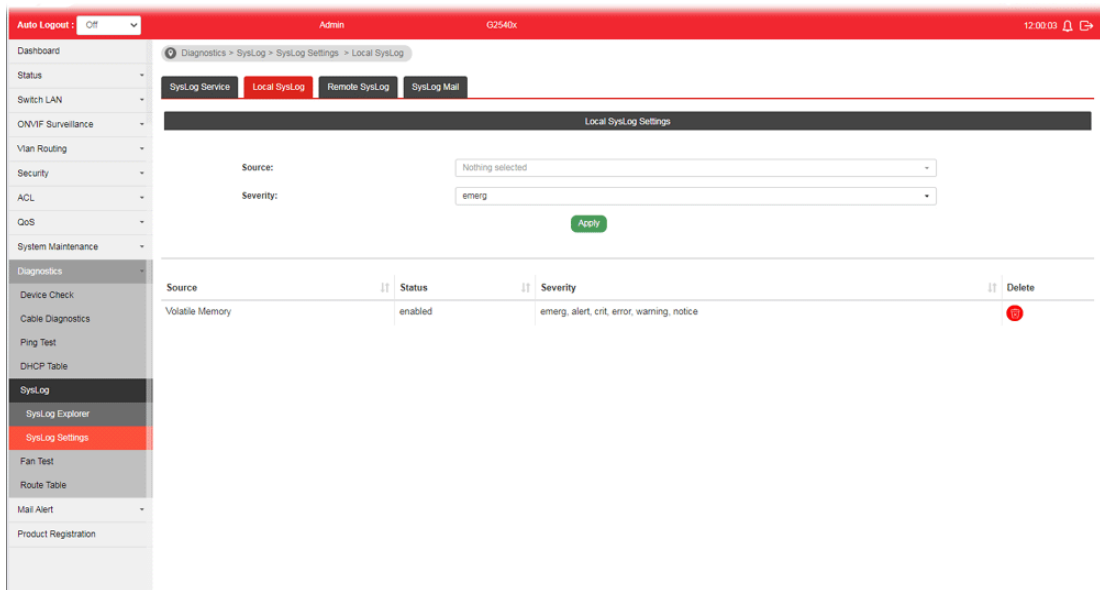 Auto Logout : Off Admin G2540x 12:00:03
Dashboard
Status
Switch LAN
ONVIF Surveillance
Vlan Routing
Security
ACL
QoS
System Maintenance
Diagnostics
Device Check
Cable Diagnostics
Ping Test
DHCP Table
SysLog
SysLog Explorer
SysLog Settings
Fan Test
Route Table
Mail Alert
Product Registration
Diagnostics > SysLog > SysLog Settings > Local SysLog
SysLog Service Local SysLog Remote SysLog SysLog Mail
Local SysLog Settings
Source: Nothing selected
Severity: emerg
Apply
Source Status Severity Delete
Volatile Memory enabled emerg, alert, crit, error, warning, notice